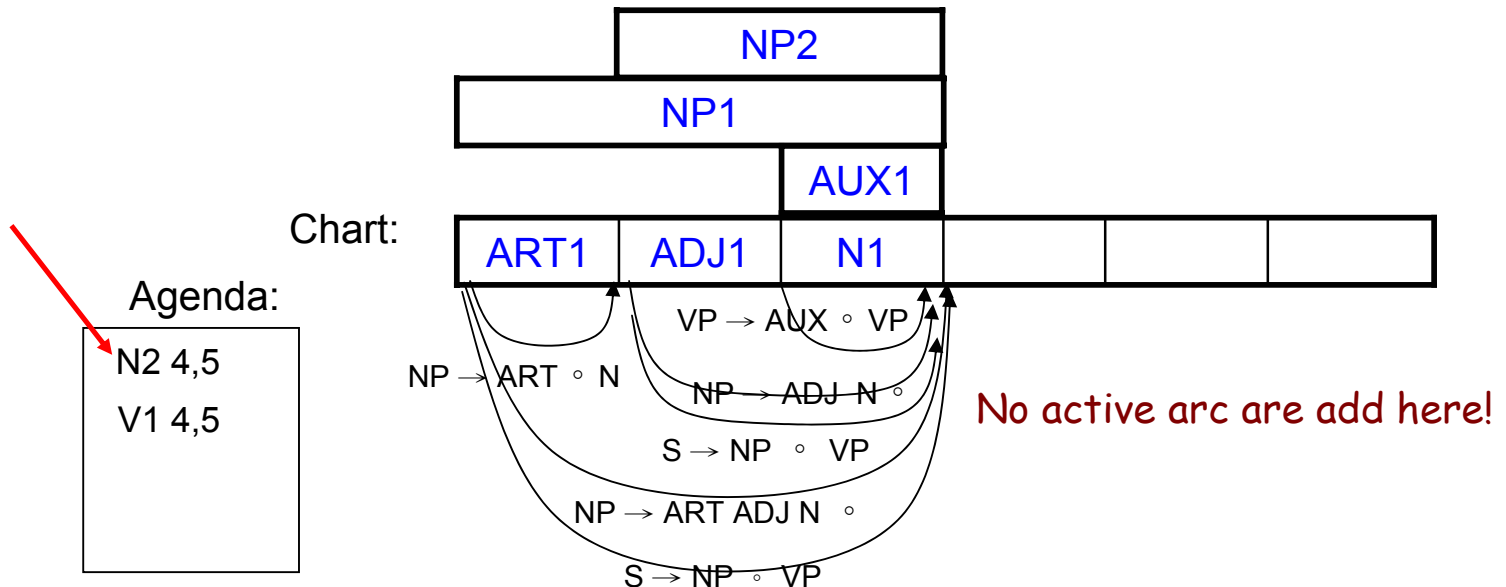 NP2
NP1
AUX1
Chart:
ART1 ADJ1 N1
Agenda:
N2 4,5
V1 4,5
VP → AUX ◦ VP
NP → ART ◦ N
NP → ADJ N ◦
No active arc are add here!
S → NP ◦ VP
NP → ART ADJ N ◦
S → NP ◦ VP